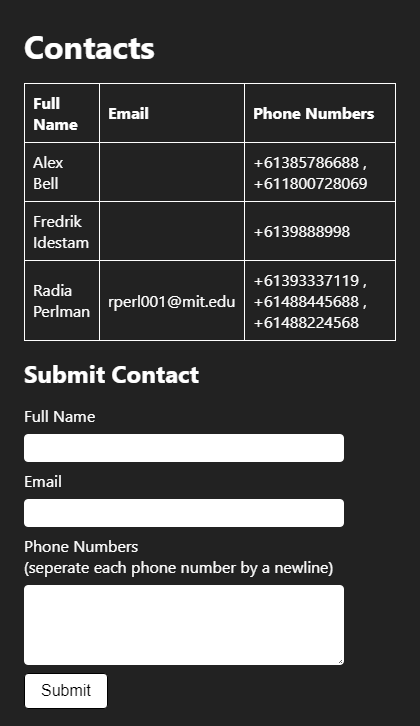 Contacts
Full
Name
Email
Phone Numbers
Alex
Bell
+61385786688 ,
+611800728069
Fredrik
Idestam
+6139888998
Radia
Perlman
rperl001@mit.edu
+61393337119 ,
+61488445688 ,
+61488224568
Submit Contact
Full Name
Email
Phone Numbers
(seperate each phone number by a newline)
Submit